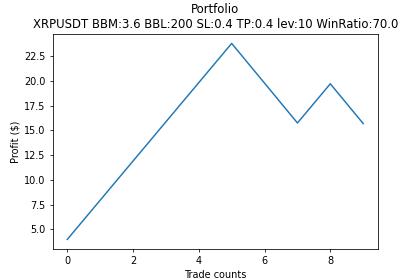 Portfolio
XRPUSDT BBM:3.6 BBL:200 SL:0.4 TP:0.4 lev:10 WinRatio:70.0
Profit ($)
22.5
20.0
17.5
15.0
12.5
10.0
7.5
5.0
0 2 4 6 8
Trade counts